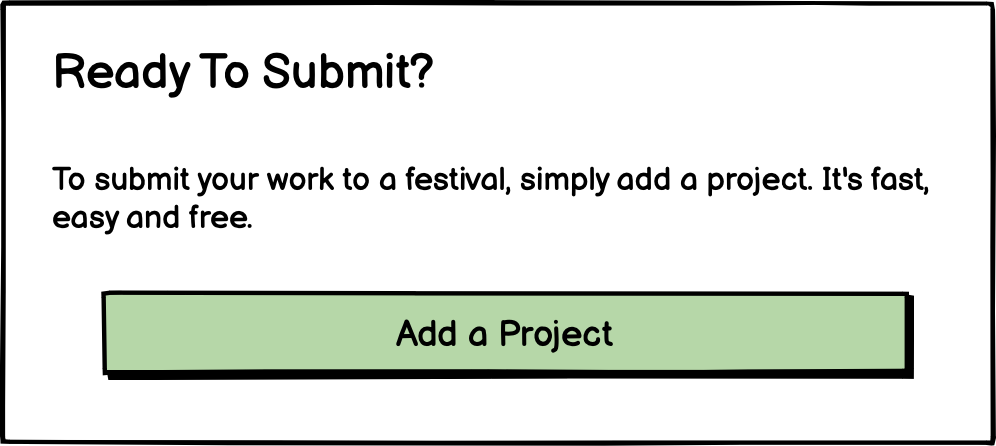 Ready To Submit?
To submit your work to a festival, simply add a project. It's fast,
easy and free.
Add a Project